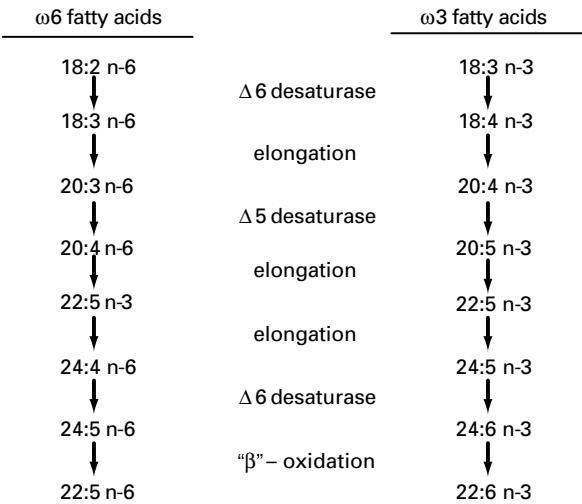 ω6 fatty acids ω3 fatty acids
18:2 n-6 18:3 n-3
Δ6 desaturase
18:3 n-6 18:4 n-3
elongation
20:3 n-6 20:4 n-3
Δ5 desaturase
20:4 n-6 20:5 n-3
elongation
22:5 n-3 22:5 n-3
elongation
24:4 n-6 24:5 n-3
Δ6 desaturase
24:5 n-6 24:6 n-3
“β” – oxidation
22:5 n-6 22:6 n-3